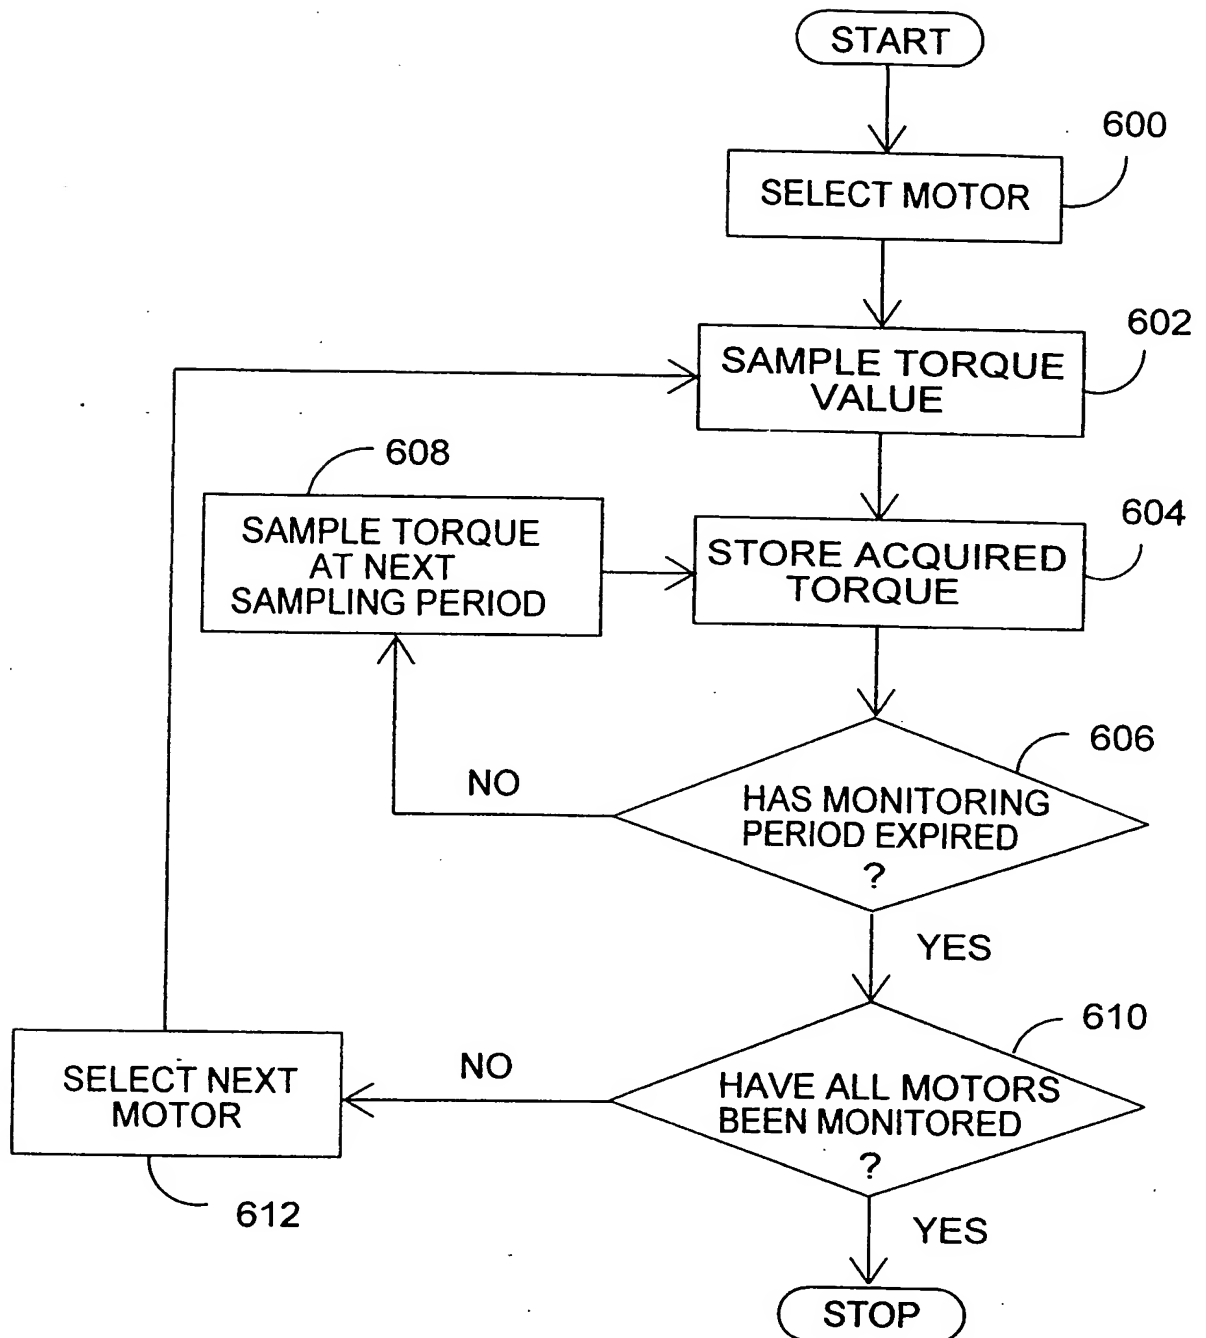 START
600
SELECT MOTOR
602
SAMPLE TORQUE
VALUE
608
SAMPLE TORQUE
AT NEXT
SAMPLING PERIOD
604
STORE ACQUIRED
TORQUE
606
HAS MONITORING
PERIOD EXPIRED
?
NO
YES
610
HAVE ALL MOTORS
BEEN MONITORED
?
NO
SELECT NEXT
MOTOR
612
YES
STOP